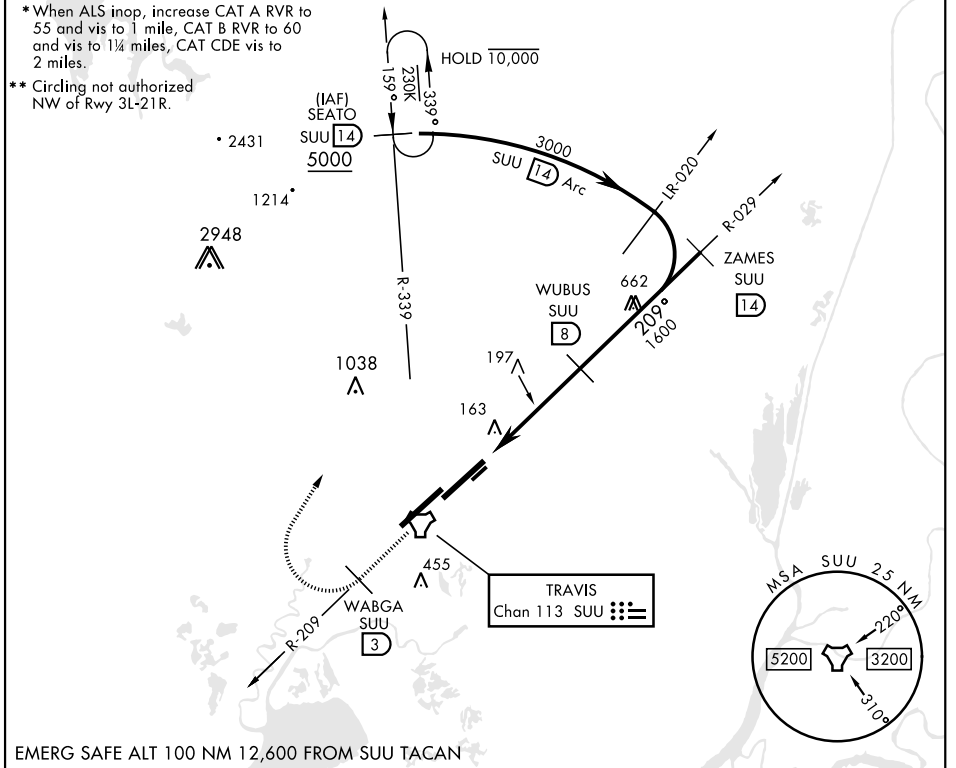 * When ALS inop, increase CAT A RVR to
55 and vis to 1 mile, CAT B RVR to 60
and vis to 1¼ miles, CAT CDE vis to
2 miles.
** Circling not authorized
NW of Rwy 3L-21R.
HOLD 10,000
159°
230K
339°
(IAF)
SEATO
SUU 14
5000
2431
1214
2948
3000
SUU 14 Arc
LR-020
R-029
ZAMES
SUU
14
662
WUBUS
SUU
8
209°
1600
R-339
1038
197
163
455
WABGA
SUU
3
R-209
TRAVIS
Chan 113 SUU
MSA SUU 25 NM
220°
5200
3200
310°
EMERG SAFE ALT 100 NM 12,600 FROM SUU TACAN